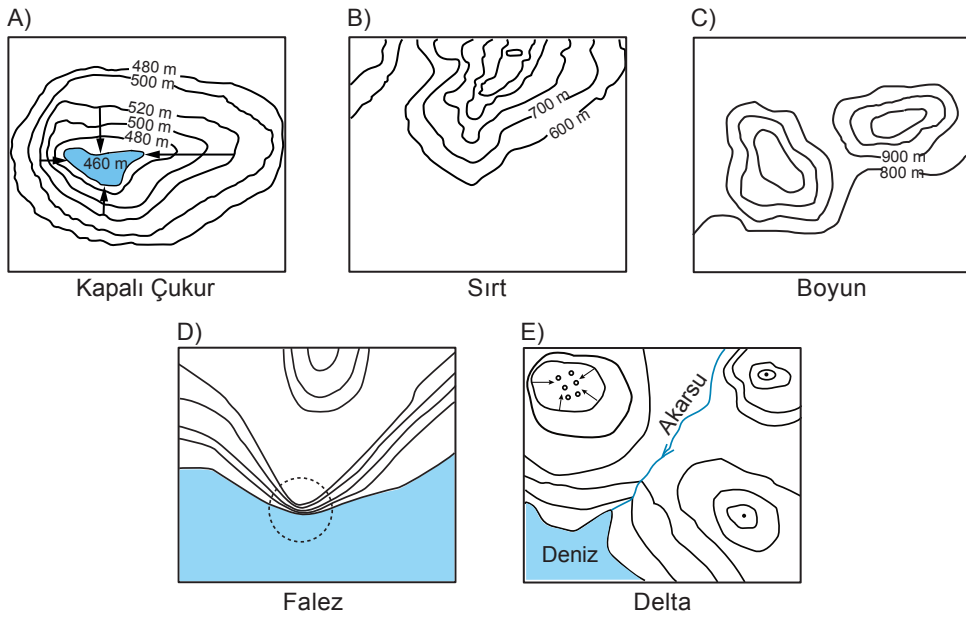 A)
480 m
500 m
520 m
500 m
480 m
460 m
Kapalı Çukur
B)
700 m
600 m
Sırt
C)
900 m
800 m
Boyun
D)
Falez
E)
Akarsu
Deniz
Delta